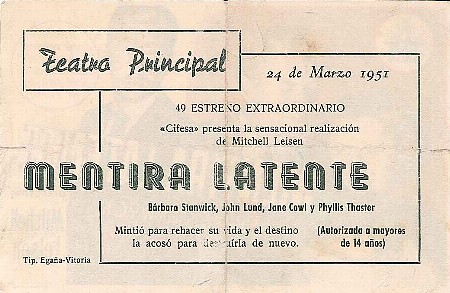 Teatro Principal
24 de Marzo 1951
49 ESTRENO EXTRAORDINARIO
«Cifesa» presenta la sensacional realización
de Mitchell Leisen
MENTIRA LATENTE
Bárbara Stanwick, John Lund, Jane Cowl y Phyllis Thaster
Mintió para rehacer su vida y el destino
la acosó para destruirla de nuevo.
(Autorizada a mayores
de 14 años)
Tip. Egaña-Vitoria